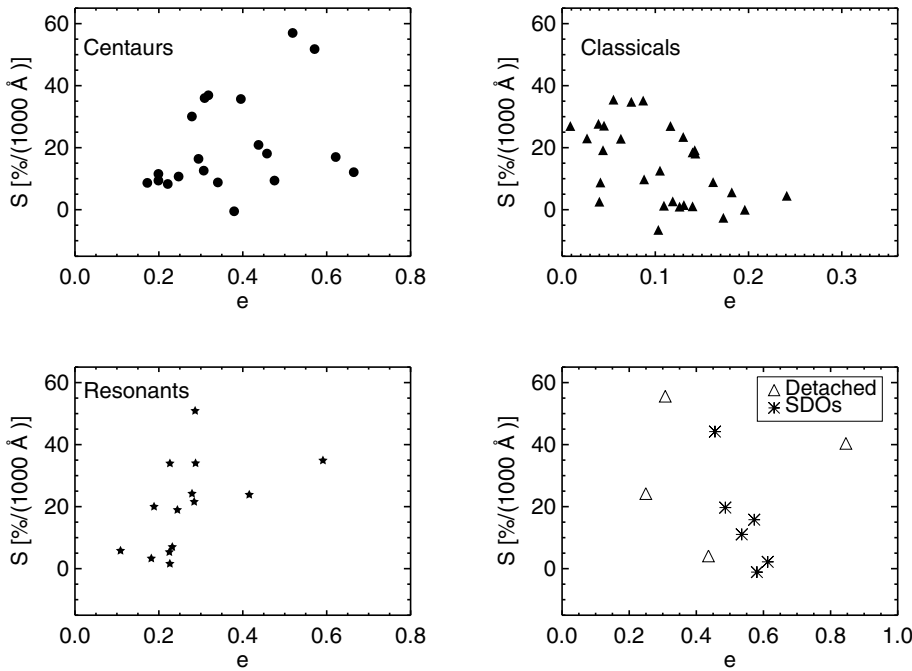 Centaurs
S [%/(1000 Å )]
60
40
20
0
0.0 0.2 0.4 0.6 0.8
e
Classicals
S [%/(1000 Å )]
60
40
20
0
0.0 0.1 0.2 0.3
e
Resonants
S [%/(1000 Å )]
60
40
20
0
0.0 0.2 0.4 0.6 0.8
e
Detached
SDOs
S [%/(1000 Å )]
60
40
20
0
0.0 0.2 0.4 0.6 0.8 1.0
e